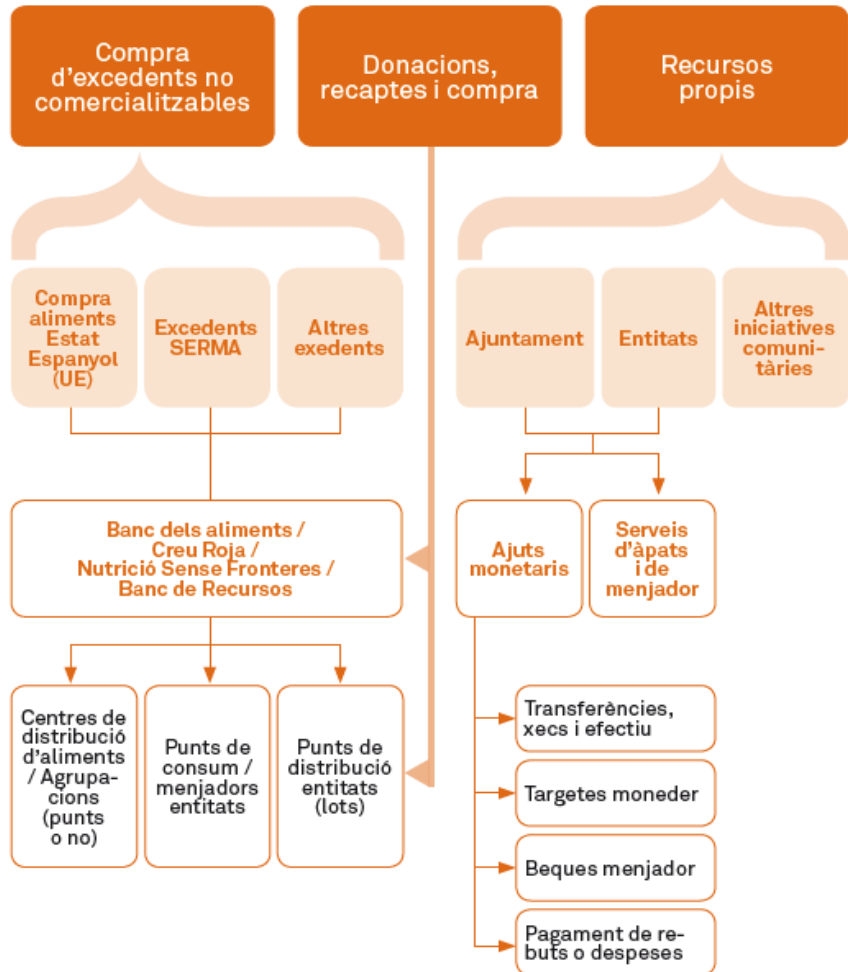 Compra
d'excedents no
comercialitzables
Donacions,
recaptes i compra
Recursos
propis
Compra
aliments
Estat
Espanyol
(UE)
Excedents
SERMA
Altres
exedents
Ajuntament
Entitats
Altres
iniciatives
comuni-
tàries
Banc dels aliments /
Creu Roja /
Nutrició Sense Fronteres /
Banc de Recursos
Ajuts
monetaris
Serveis
d'àpats
i de
menjador
Centres de
distribució
d'aliments
/ Agrupa-
cions
(punts
o no)
Punts de
consum /
menjadors
entitats
Punts de
distribució
entitats
(lots)
Transferències,
xecs i efectiu
Targetes moneder
Beques menjador
Pagament de re-
buts o despeses